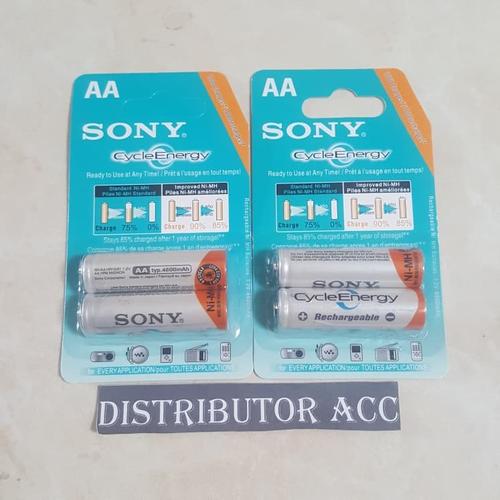 AA
SONY
CycleEnergy
Ready to Use at Any Time! / Prêt à l'usage en tout temps!
Standard Ni-MH
Piles Ni-MH Standard
Improved Ni-MH
Piles Ni-MH améliorées
Charge 75% 0%
Charge 90% 85%
Stays 85% charged after 1 year of storage!**
AA typ.4600mAh
Ni-MH
SONY
for EVERY APPLICATION/pour TOUTES APPLICATIONS!
AA
SONY
CycleEnergy
Ready to Use at Any Time! / Prêt à l'usage en tout temps!
Standard Ni-MH
Piles Ni-MH Standard
Improved Ni-MH
Piles Ni-MH améliorées
Charge 75% 0%
Charge 90% 85%
Stays 85% charged after 1 year of storage!**
Ni-MH
SONY
CycleEnergy
Rechargeable
for EVERY APPLICATION/pour TOUTES APPLICATIONS!
DISTRIBUTOR ACC